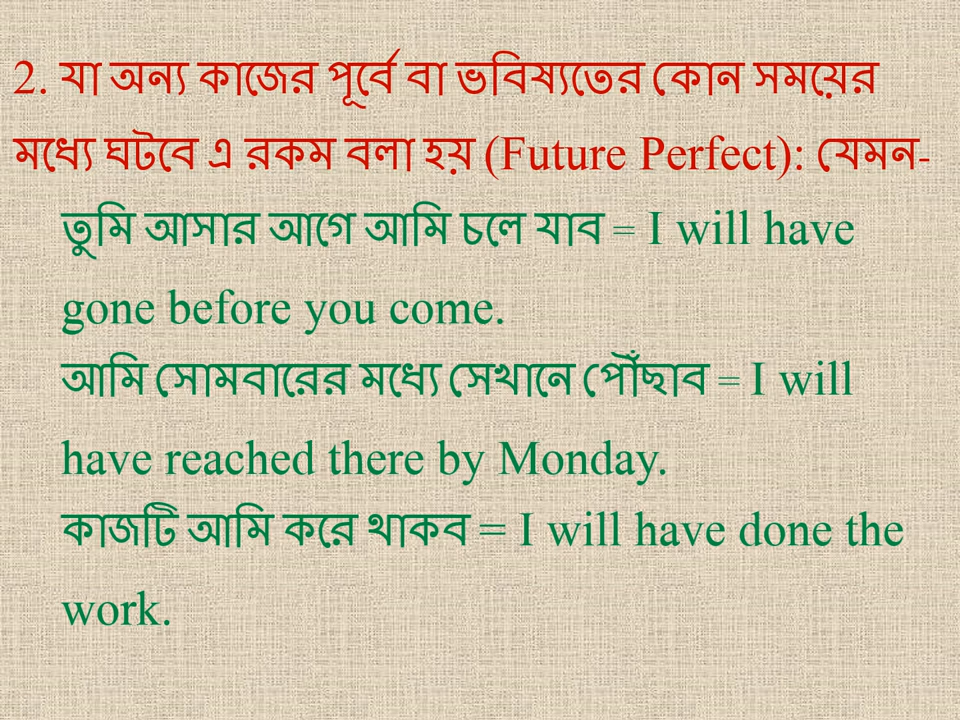 2. যা অন্য কাজের পূর্বে বা ভবিষ্যতের কোন সময়ের
মধ্যে ঘটবে এ রকম বলা হয় (Future Perfect): যেমন-
তুমি আসার আগে আমি চলে যাব = I will have
gone before you come.
আমি সোমবারের মধ্যে সেখানে পৌঁছাব = I will
have reached there by Monday.
কাজটি আমি করে থাকব = I will have done the
work.